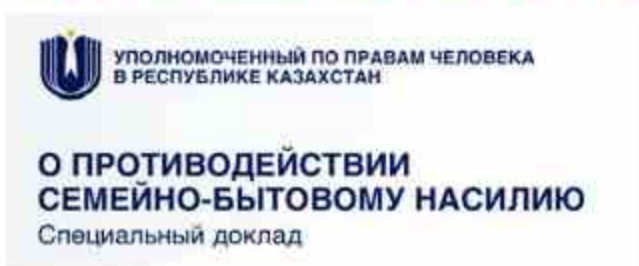 УПОЛНОМОЧЕННЫЙ ПО ПРАВАМ ЧЕЛОВЕКА
В РЕСПУБЛИКЕ КАЗАХСТАН
О ПРОТИВОДЕЙСТВИИ
СЕМЕЙНО-БЫТОВОМУ НАСИЛИЮ
Специальный доклад